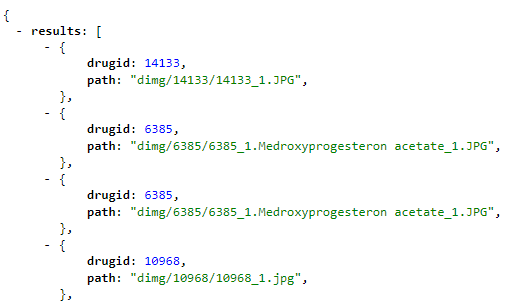 {
- results: [
- {
drugid: 14133,
path: "dimg/14133/14133_1.JPG",
},
- {
drugid: 6385,
path: "dimg/6385/6385_1.Medroxyprogesteron acetate_1.JPG",
},
- {
drugid: 6385,
path: "dimg/6385/6385_1.Medroxyprogesteron acetate_1.JPG",
},
- {
drugid: 10968,
path: "dimg/10968/10968_1.jpg",
},